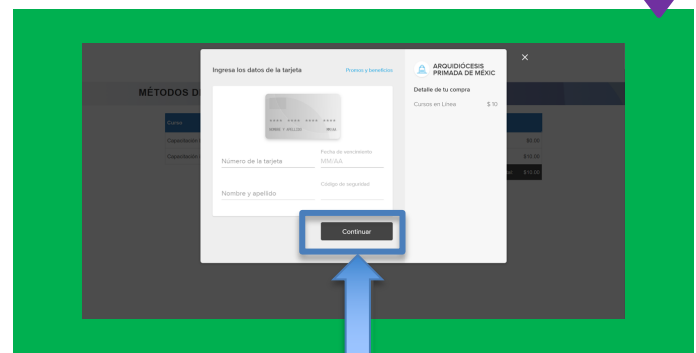 Ingresa los datos de la tarjeta
Promos y beneficios
ARQUIDIÓCESIS
PRIMADA DE MÉXIC
Detalle de tu compra
Cursos en Línea $ 10
MÉTODOS D
Curso
Capacitación
$5.00
Capacitación
$10.00
$15.00
NOMBRE Y APELLIDO MM/AA
Número de la tarjeta
Fecha de vencimiento
MM/AA
Código de seguridad
Nombre y apellido
Continuar